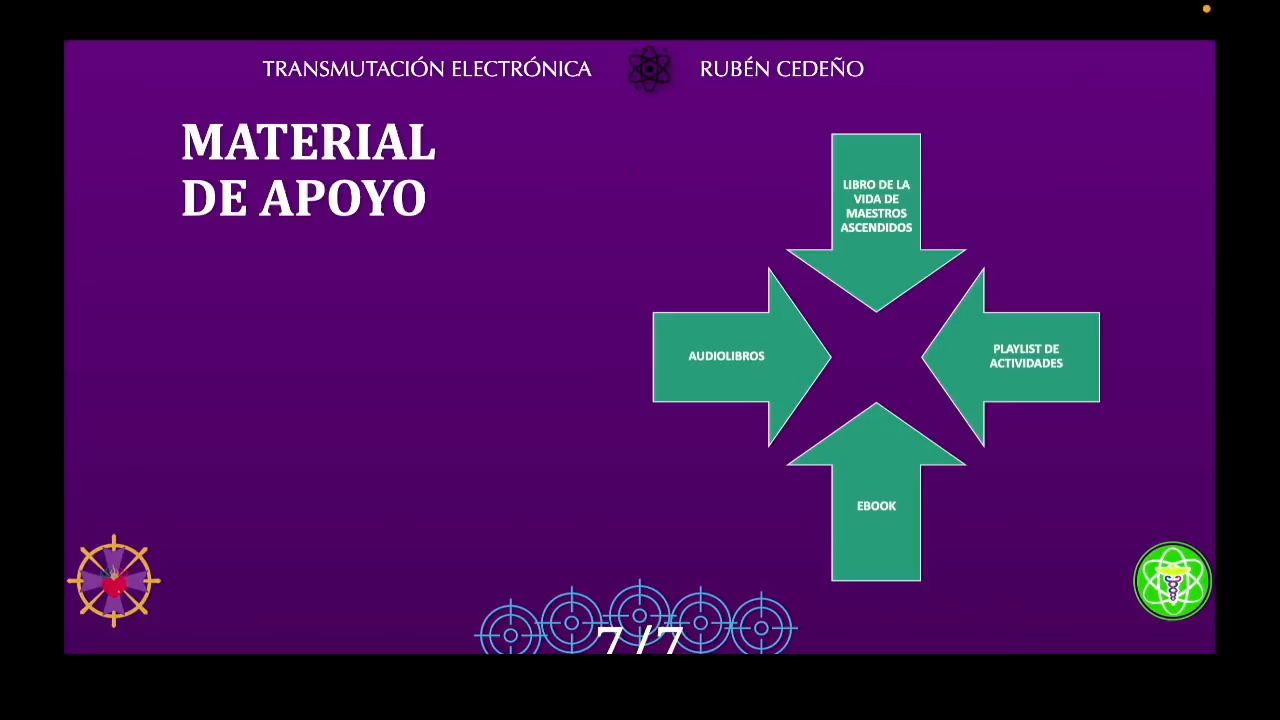 TRANSMUTACIÓN ELECTRÓNICA RUBÉN CEDEÑO
MATERIAL
DE APOYO
LIBRO DE LA
VIDA DE
MAESTROS
ASCENDIDOS
AUDIOLIBROS
PLAYLIST DE
ACTIVIDADES
EBOOK
7/7